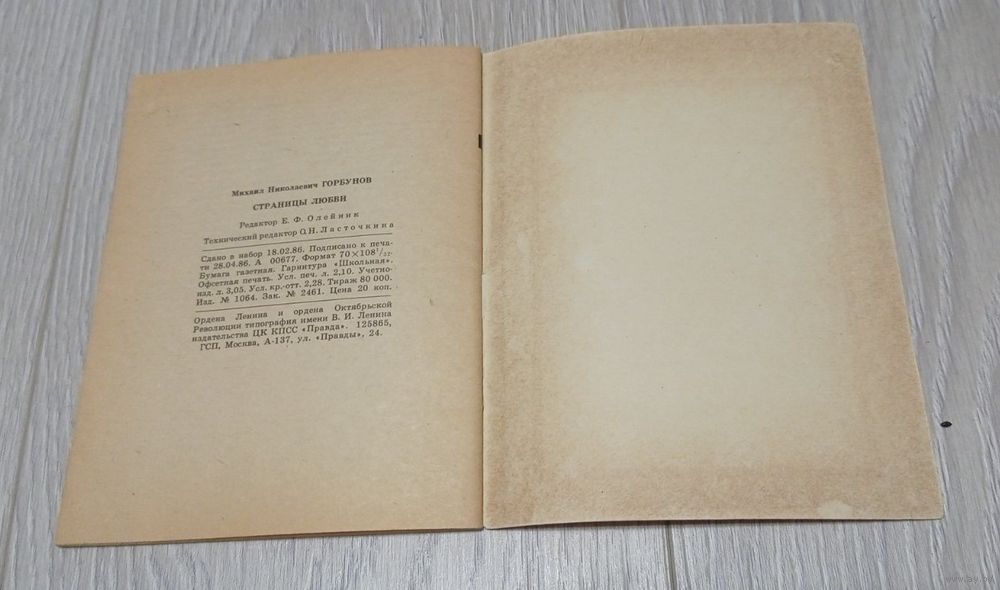 Михаил Николаевич ГОРБУНОВ
СТРАНИЦЫ ЛЮБВИ
Редактор Е. Ф. Олейник
Технический редактор О.Н. Ласточкина
Сдано в набор 18.02.86. Подписано к печа-
ти 28.04.86. А 00677. Формат 70×108¹/₃₂.
Бумага газетная. Гарнитура «Школьная».
Офсетная печать. Усл. печ. л. 2,10. Учетно-
изд. л. 3,05. Усл. кр.-отт. 2,28. Тираж 80 000.
Изд. № 1064. Зак. № 2461. Цена 20 коп.
Ордена Ленина и ордена Октябрьской
Революции типография имени В. И. Ленина
издательства ЦК КПСС «Правда». 125865,
ГСП, Москва, А-137, ул. «Правды», 24.
www.ay.by